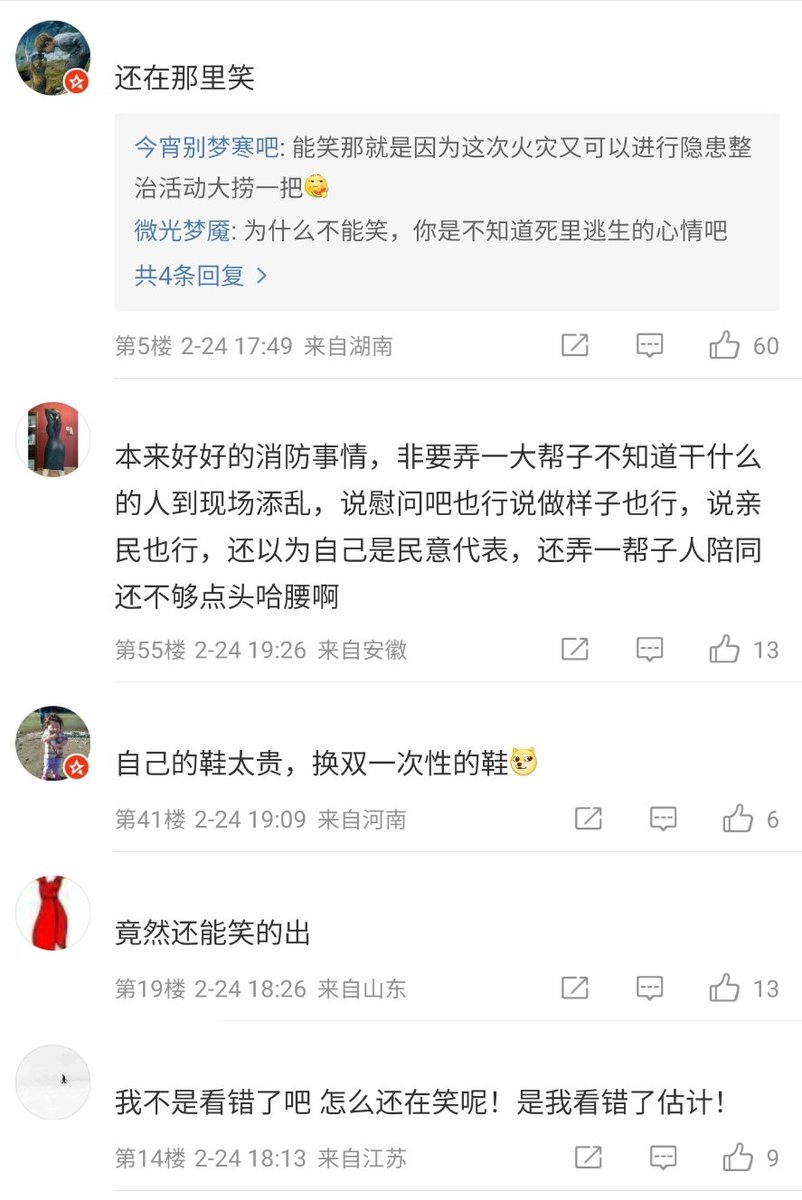 还在那里笑
今宵别梦寒吧: 能笑那就是因为这次火灾又可以进行隐患整
治活动大捞一把
微光梦魇: 为什么不能笑，你是不知道死里逃生的心情吧
共4条回复 >
第5楼 2-24 17:49 来自湖南 60
本来好好的消防事情，非要弄一大帮子不知道干什么
的人到现场添乱，说慰问吧也行说做样子也行，说亲
民也行，还以为自己是民意代表，还弄一帮子人陪同
还不够点头哈腰啊
第55楼 2-24 19:26 来自安徽 13
自己的鞋太贵，换双一次性的鞋
第41楼 2-24 19:09 来自河南 6
竟然还能笑的出
第19楼 2-24 18:26 来自山东 13
我不是看错了吧 怎么还在笑呢！是我看错了估计！
第14楼 2-24 18:13 来自江苏 9